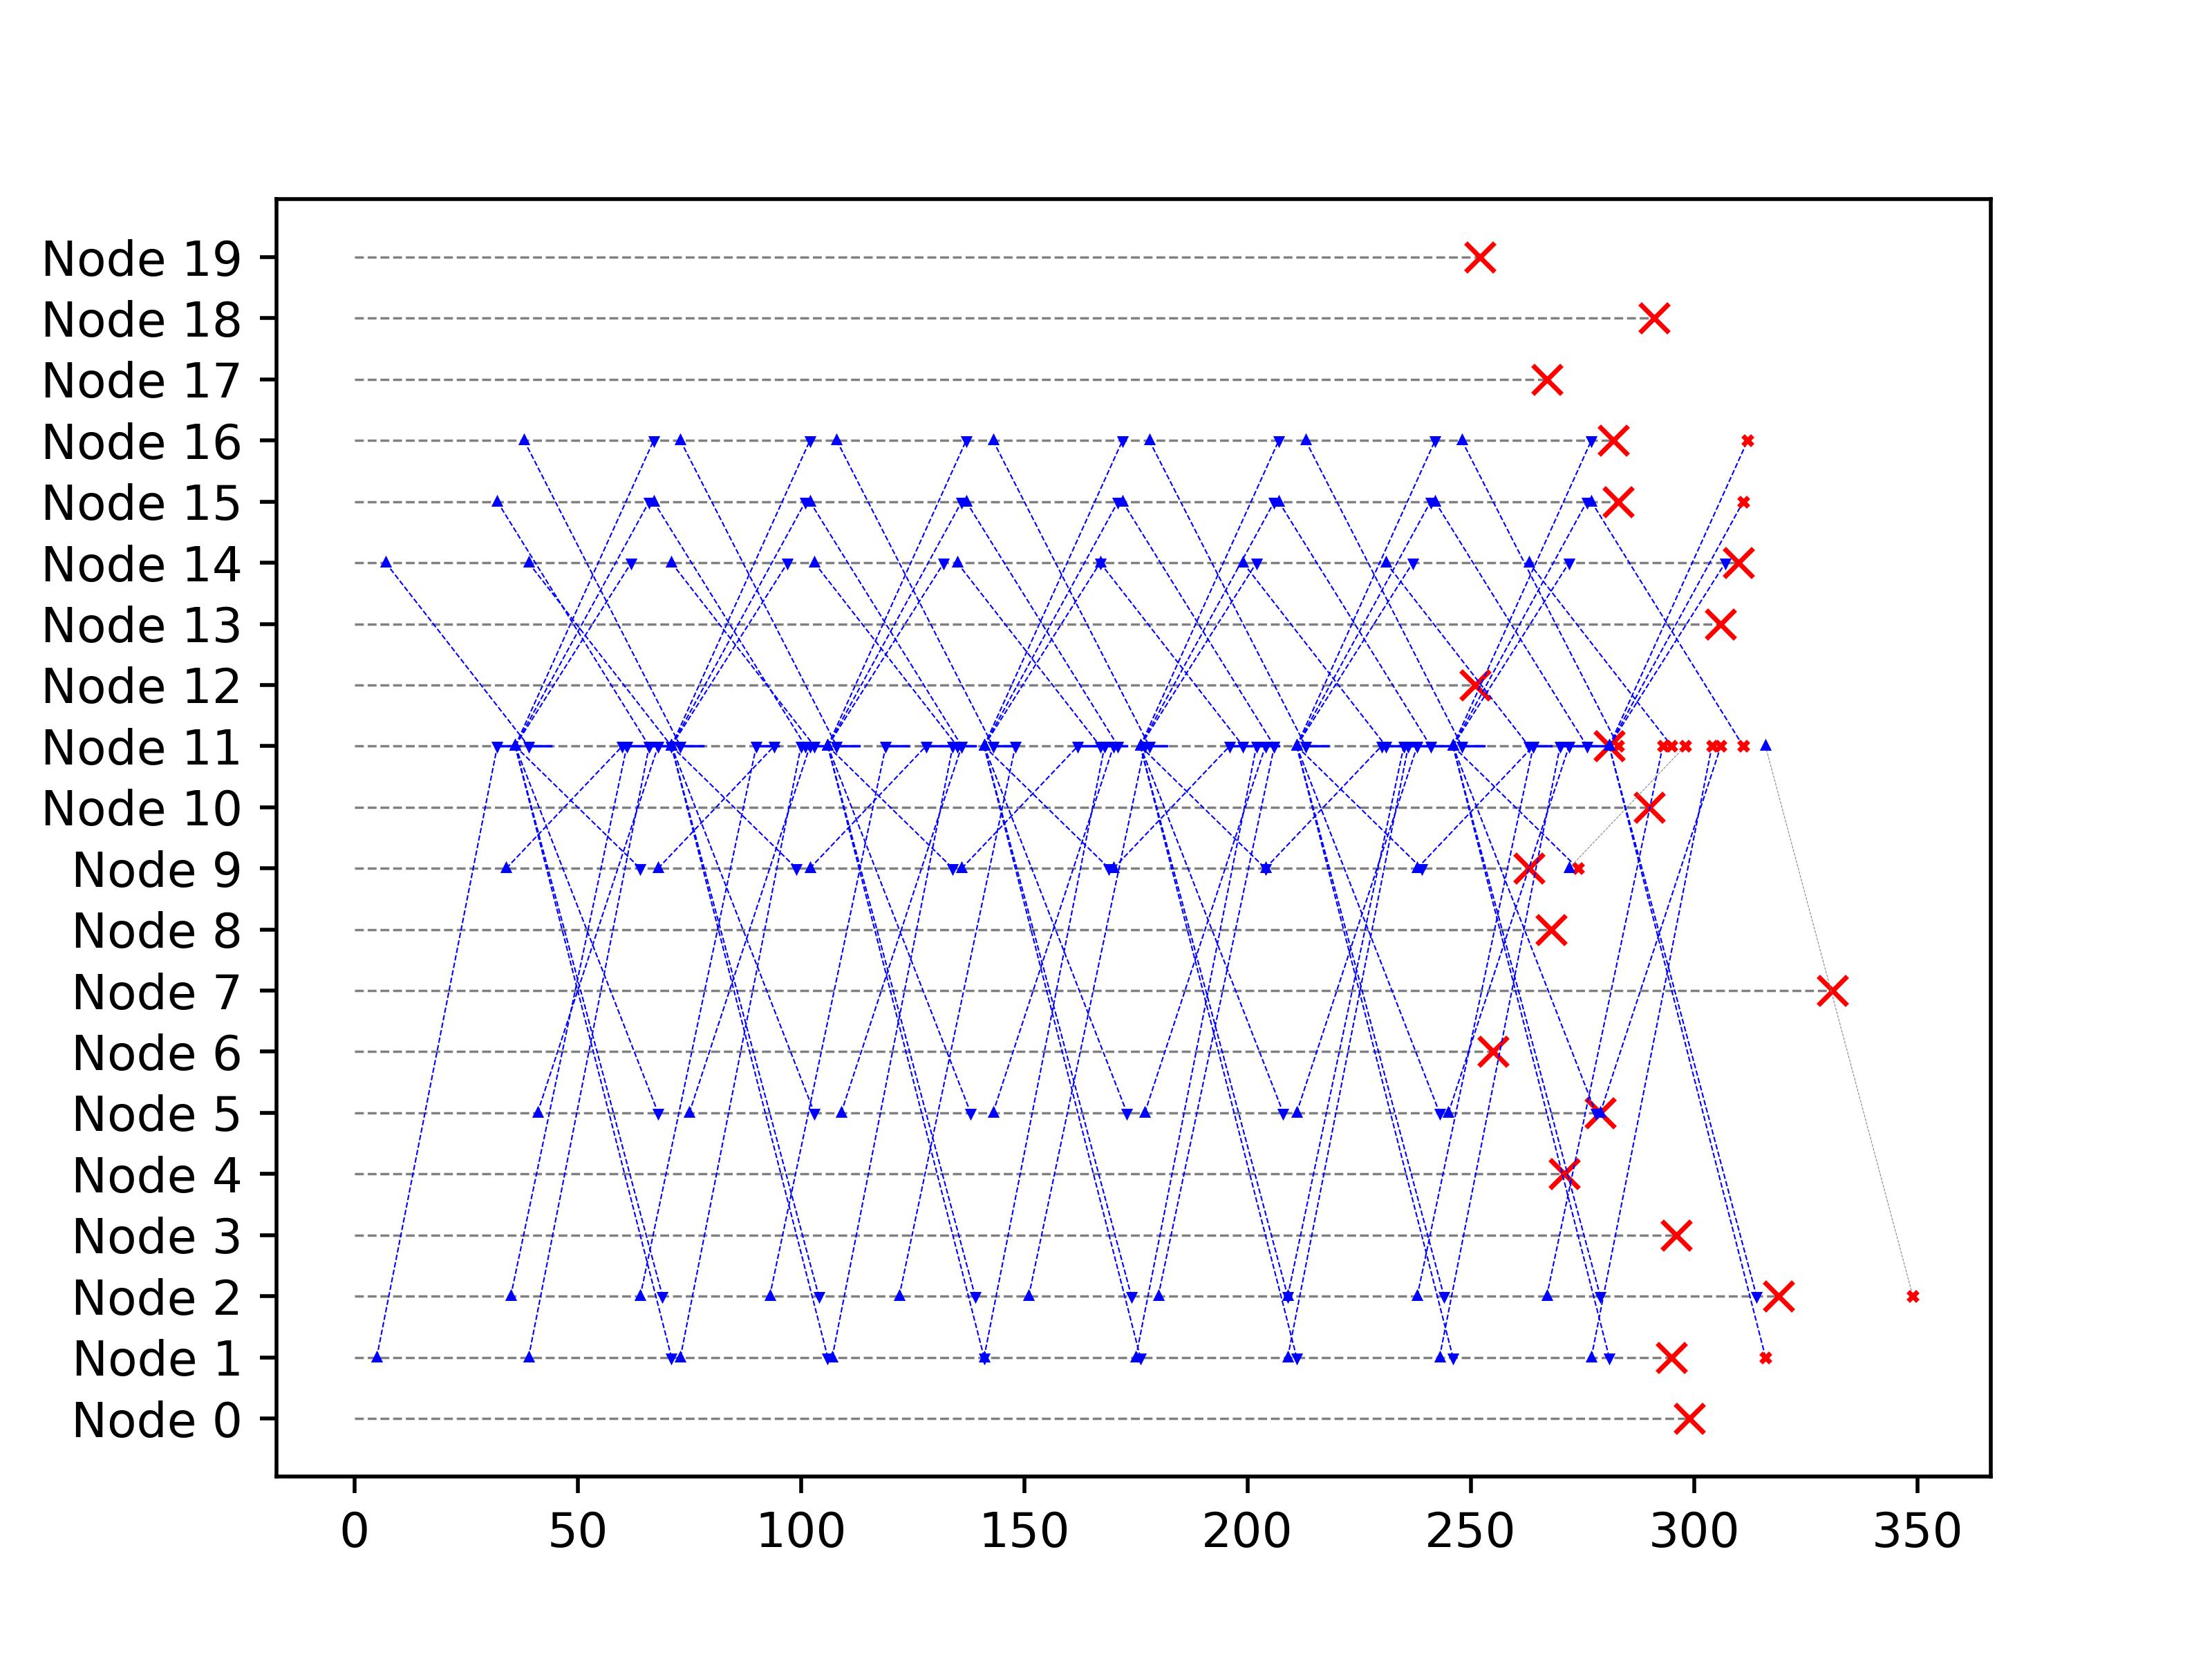 Node 19
Node 18
Node 17
Node 16
Node 15
Node 14
Node 13
Node 12
Node 11
Node 10
Node 9
Node 8
Node 7
Node 6
Node 5
Node 4
Node 3
Node 2
Node 1
Node 0
0 50 100 150 200 250 300 350